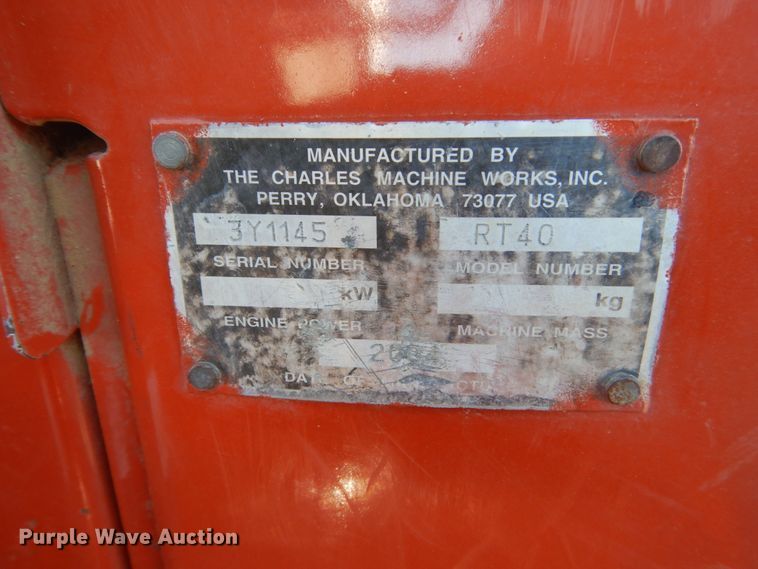 MANUFACTURED BY
THE CHARLES MACHINE WORKS, INC.
PERRY, OKLAHOMA 73077 USA
3Y1145 RT40
SERIAL NUMBER MODEL NUMBER
kW kg
ENGINE POWER MACHINE MASS
Purple Wave Auction